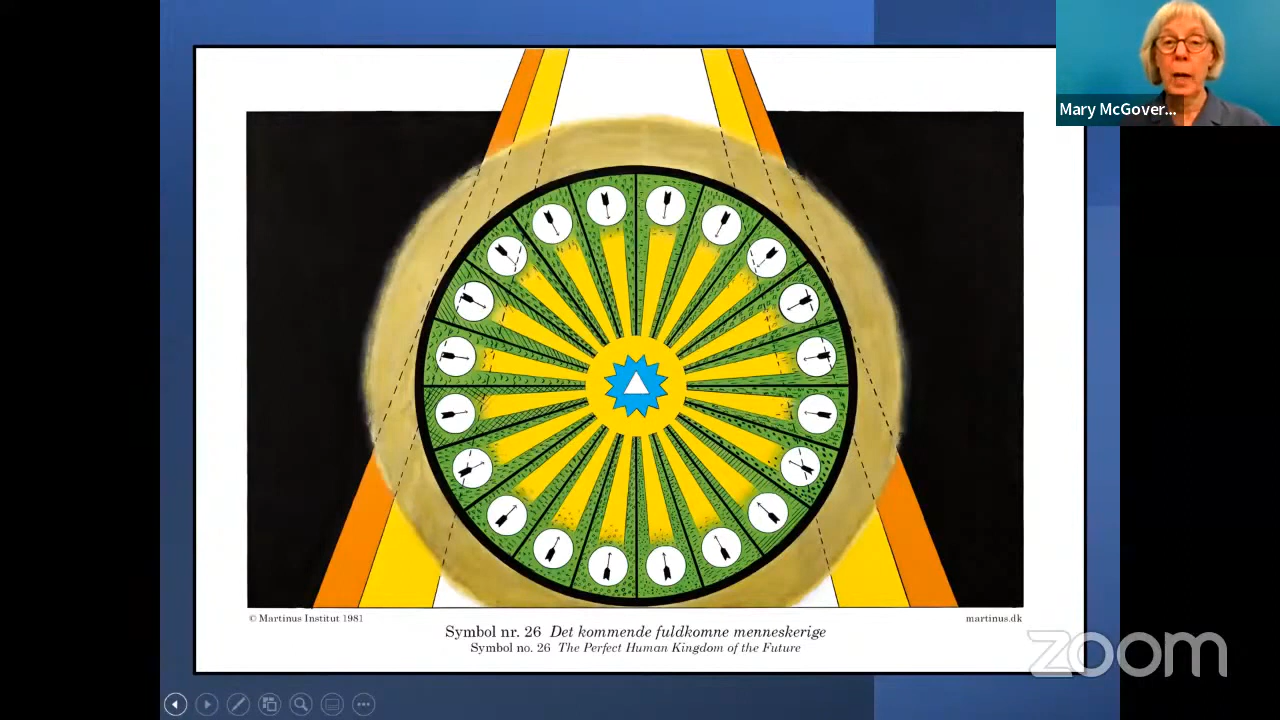 Mary McGover...
© Martinus Institut 1981
martinus.dk
Symbol nr. 26 Det kommende fuldkomne menneskerige
Symbol no. 26 The Perfect Human Kingdom of the Future
zoom